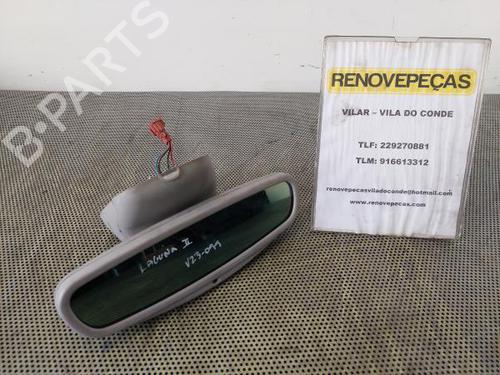 B-PARTS
RENOVEPEÇAS
VILAR – VILA DO CONDE
TLF: 229270881
TLM: 916613312
renovepecasviladoconde@hotmail.com
www.renovepecas.com
LAGUNA II
V23-099